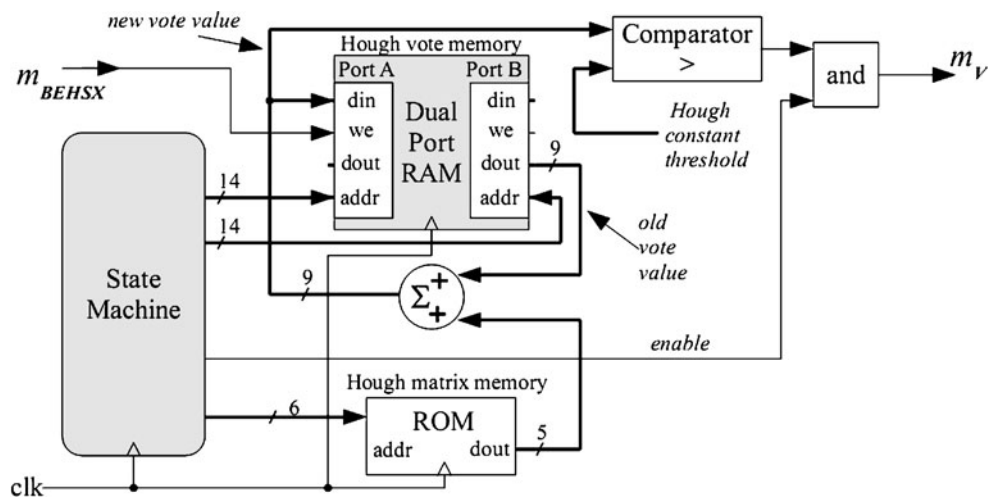 new vote value
Hough vote memory
m BEHSX
Port A
Port B
din
we
dout
addr
Dual
Port
RAM
din
we
dout
addr
9
Comparator
>
and
m V
Hough
constant
threshold
14
14
State
Machine
old
vote
value
9
Σ
+
+
enable
Hough matrix memory
6
ROM
addr
dout
5
clk